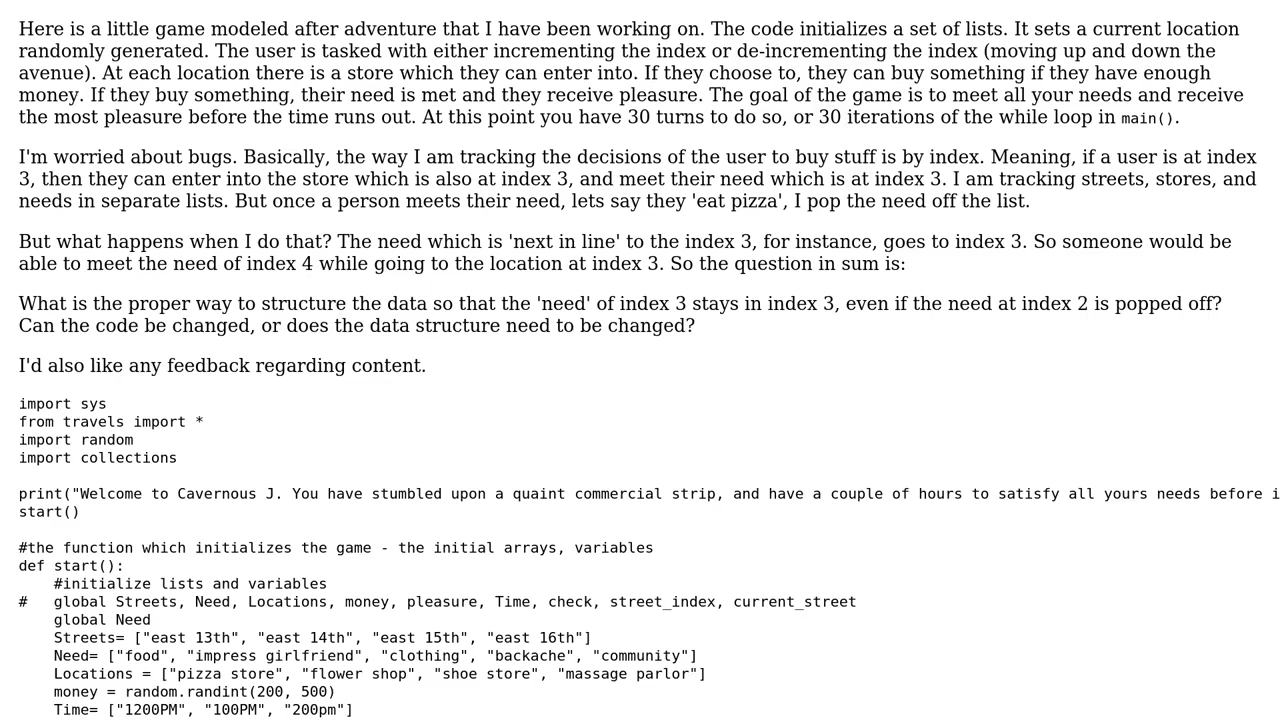 Here is a little game modeled after adventure that I have been working on. The code initializes a set of lists. It sets a current location
randomly generated. The user is tasked with either incrementing the index or de-incrementing the index (moving up and down the
avenue). At each location there is a store which they can enter into. If they choose to, they can buy something if they have enough
money. If they buy something, their need is met and they receive pleasure. The goal of the game is to meet all your needs and receive
the most pleasure before the time runs out. At this point you have 30 turns to do so, or 30 iterations of the while loop in main().
I'm worried about bugs. Basically, the way I am tracking the decisions of the user to buy stuff is by index. Meaning, if a user is at index
3, then they can enter into the store which is also at index 3, and meet their need which is at index 3. I am tracking streets, stores, and
needs in separate lists. But once a person meets their need, lets say they 'eat pizza', I pop the need off the list.
But what happens when I do that? The need which is 'next in line' to the index 3, for instance, goes to index 3. So someone would be
able to meet the need of index 4 while going to the location at index 3. So the question in sum is:
What is the proper way to structure the data so that the 'need' of index 3 stays in index 3, even if the need at index 2 is popped off?
Can the code be changed, or does the data structure need to be changed?
I'd also like any feedback regarding content.
import sys
from travels import *
import random
import collections
print("Welcome to Cavernous J. You have stumbled upon a quaint commercial strip, and have a couple of hours to satisfy all yours needs before i
start()
#the function which initializes the game - the initial arrays, variables
def start():
    #initialize lists and variables
#   global Streets, Need, Locations, money, pleasure, Time, check, street_index, current_street
    global Need
    Streets= ["east 13th", "east 14th", "east 15th", "east 16th"]
    Need= ["food", "impress girlfriend", "clothing", "backache", "community"]
    Locations = ["pizza store", "flower shop", "shoe store", "massage parlor"]
    money = random.randint(200, 500)
    Time= ["1200PM", "100PM", "200pm"]